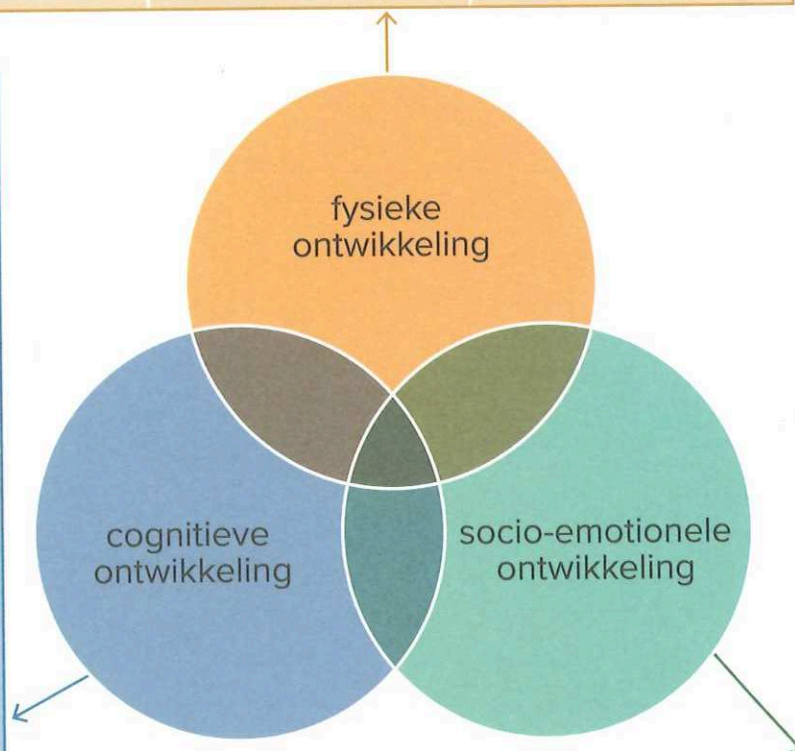 fysieke
ontwikkeling
cognitieve
ontwikkeling
socio-emotionele
ontwikkeling